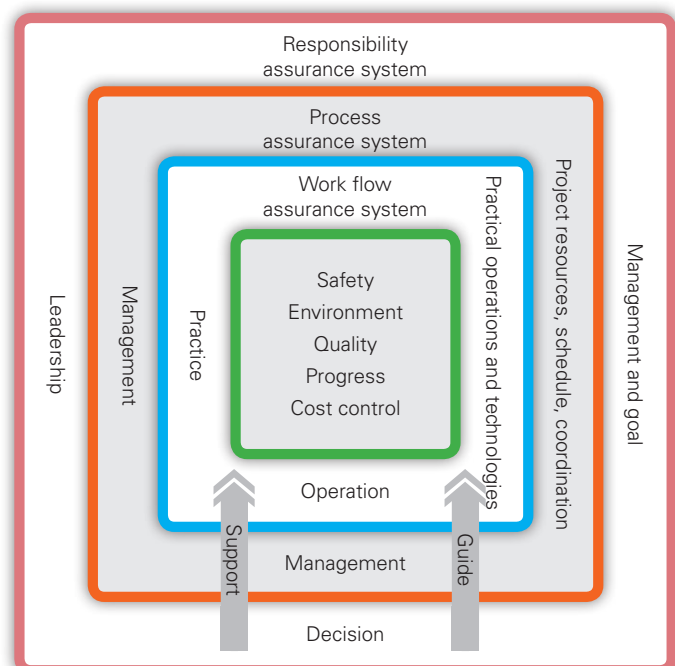 Responsibility
assurance system
Process
assurance system
Work flow
assurance system
Safety
Environment
Quality
Progress
Cost control
Leadership
Management
Practice
Practical operations and technologies
Project resources, schedule, coordination
Management and goal
Operation
Support
Guide
Management
Decision